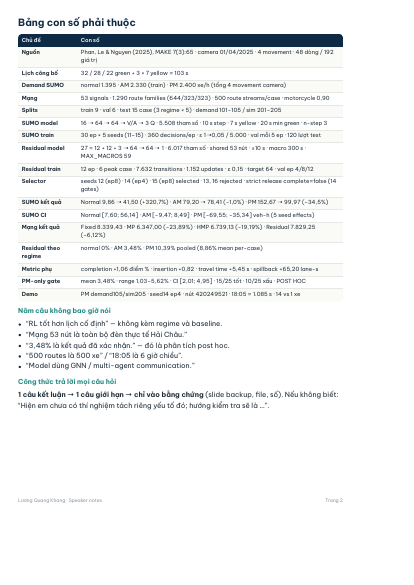 Bảng con số phải thuộc
Chủ đề Con số
Nguồn Phan, Le & Nguyen (2025), MAKE 7(3):65 · camera 01/04/2025 · 4 movement · 48 dòng / 192
giá trị
Lịch công bố 32 / 28 / 22 green + 3 × 7 yellow = 103 s
Demand SUMO normal 1.395 · AM 2.330 (train) · PM 2.400 xe/h (tổng 4 movement camera)
Mạng 53 signals · 1.290 route families (644/323/323) · 500 route streams/case · motorcycle 0,90
Splits train 9 · val 6 · test 15 case (3 regime × 5) · demand 101–105 / sim 201–205
SUMO model 16 → 64 → 64 → V/A → 3 Q · 5.508 tham số · 10 s step · 7 s yellow · 20 s min green · n-step 3
SUMO train 30 ep × 5 seeds (11–15) · 360 decisions/ep · ε 1→0,05 / 5.000 · val mỗi 5 ep · 120 lượt test
Residual model 27 = 12 + 12 + 3 → 64 → 64 → 1 · 6.017 tham số · shared 53 nút · ±10 s · macro 300 s ·
MAX_MACROS 59
Residual train 12 ep · 6 peak case · 7.632 transitions · 1.152 updates · ε 0,15 · target 64 · val ep 4/8/12
Selector seeds 12 (ep8) · 14 (ep4) · 15 (ep8) selected · 13, 16 rejected · strict release complete=false (14
gates)
SUMO kết quả Normal 9,86 → 41,50 (+320,7%) · AM 79,20 → 78,41 (−1,0%) · PM 152,67 → 99,97 (−34,5%)
SUMO CI Normal [7,60; 56,14] · AM [−9,47; 8,49] · PM [−69,55; −35,34] veh-h (5 seed effects)
Mạng kết quả Fixed 8.339,43 · MP 6.347,00 (−23,89%) · HMP 6.739,13 (−19,19%) · Residual 7.829,25
(−6,12%)
Residual theo
regime normal 0% · AM 3,48% · PM 10,39% pooled (8,86% mean per-case)
Metric phụ completion +1,06 điểm % · insertion +0,82 · travel time +5,45 s · spillback +65,20 lane-s
PM-only gate mean 3,48% · range 1,03–5,62% · CI [2,01; 4,95] · 15/25 tốt · 10/25 xấu · POST HOC
Demo PM demand105/sim205 · seed14 ep4 · nút 420249521 · 18:05 = 1.085 s · 14 vs 1 xe
Năm câu không bao giờ nói
• “RL tốt hơn lịch cố định” — không kèm regime và baseline.
• “Mạng 53 nút là toàn bộ đèn thực tế Hải Châu.”
• “3,48% là kết quả đã xác nhận.” — đó là phân tích post hoc.
• “500 routes là 500 xe” / “18:05 là 6 giờ chiều”.
• “Model dùng GNN / multi-agent communication.”
Công thức trả lời mọi câu hỏi
1 câu kết luận → 1 câu giới hạn → chỉ vào bằng chứng (slide backup, file, số). Nếu không biết:
“Hiện em chưa có thí nghiệm tách riêng yếu tố đó; hướng kiểm tra sẽ là …”.
Lương Quang Khang · Speaker notes Trang 2